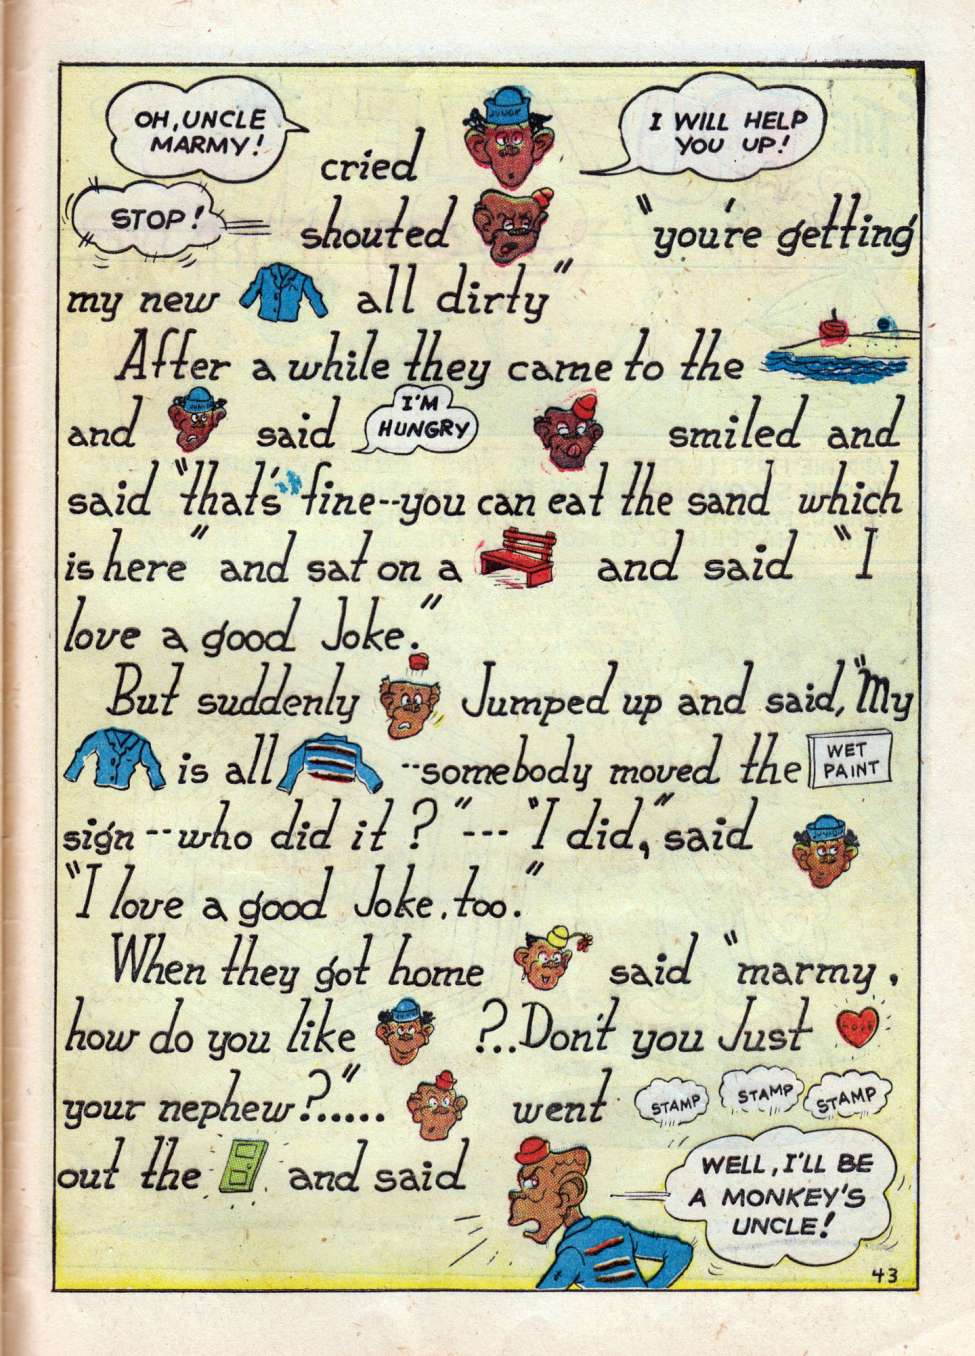 OH, UNCLE
MARMY!
cried
I WILL HELP
YOU UP!
STOP!
shouted "you're getting
my new all dirty"
After a while they came to the
and said
I'M
HUNGRY
smiled and
said "that's fine--you can eat the sand which
is here" and sat on a and said "I
love a good Joke."
But suddenly Jumped up and said, "My
is all --somebody moved the
WET
PAINT
sign--who did it?"--- "I did," said
"I love a good Joke, too."
When they got home said "marmy,
how do you like ?..Don't you Just
your nephew?"..... went
STAMP STAMP STAMP
out the and said
WELL, I'LL BE
A MONKEY'S
UNCLE!
43